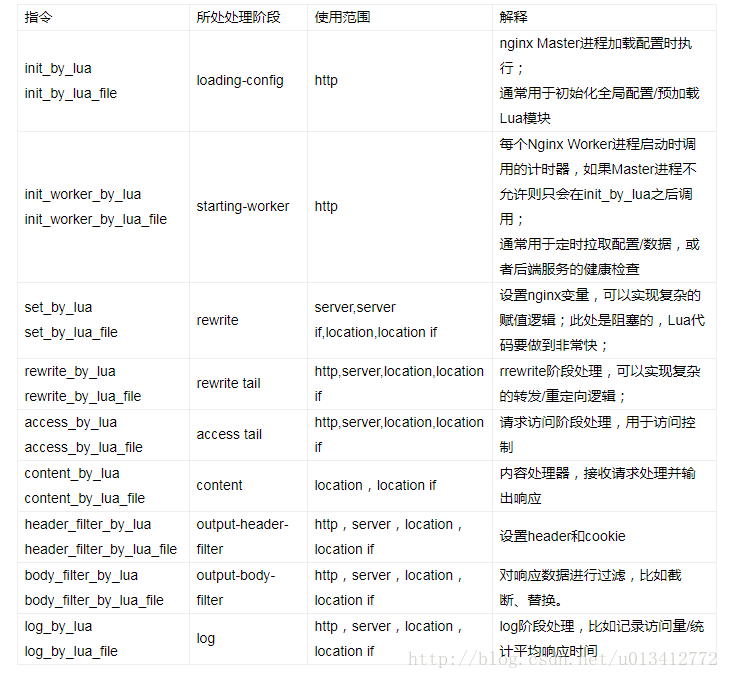 指令 所处处理阶段 使用范围 解释
init_by_lua
init_by_lua_file
loading-config
http
nginx Master进程加载配置时执
行；
通常用于初始化全局配置/预加载
Lua模块
init_worker_by_lua
init_worker_by_lua_file
starting-worker
http
每个Nginx Worker进程启动时调
用的计时器，如果Master进程不
允许则只会在init_by_lua之后调
用；
通常用于定时拉取配置/数据，或
者后端服务的健康检查
set_by_lua
set_by_lua_file
rewrite
server,server
if,location,location if
设置nginx变量，可以实现复杂的
赋值逻辑；此处是阻塞的，Lua代
码要做到非常快；
rewrite_by_lua
rewrite_by_lua_file
rewrite tail
http,server,location,location
if
rrewrite阶段处理，可以实现复杂
的转发/重定向逻辑；
access_by_lua
access_by_lua_file
access tail
http,server,location,location
if
请求访问阶段处理，用于访问控
制
content_by_lua
content_by_lua_file
content
location，location if
内容处理器，接收请求处理并输
出响应
header_filter_by_lua
header_filter_by_lua_file
output-header-
filter
http，server，location，
location if
设置header和cookie
body_filter_by_lua
body_filter_by_lua_file
output-body-
filter
http，server，location，
location if
对响应数据进行过滤，比如截
断、替换。
log_by_lua
log_by_lua_file
log
http，server，location，
location if
log阶段处理，比如记录访问量/统
计平均响应时间
http://blog.csdn.net/u013412772